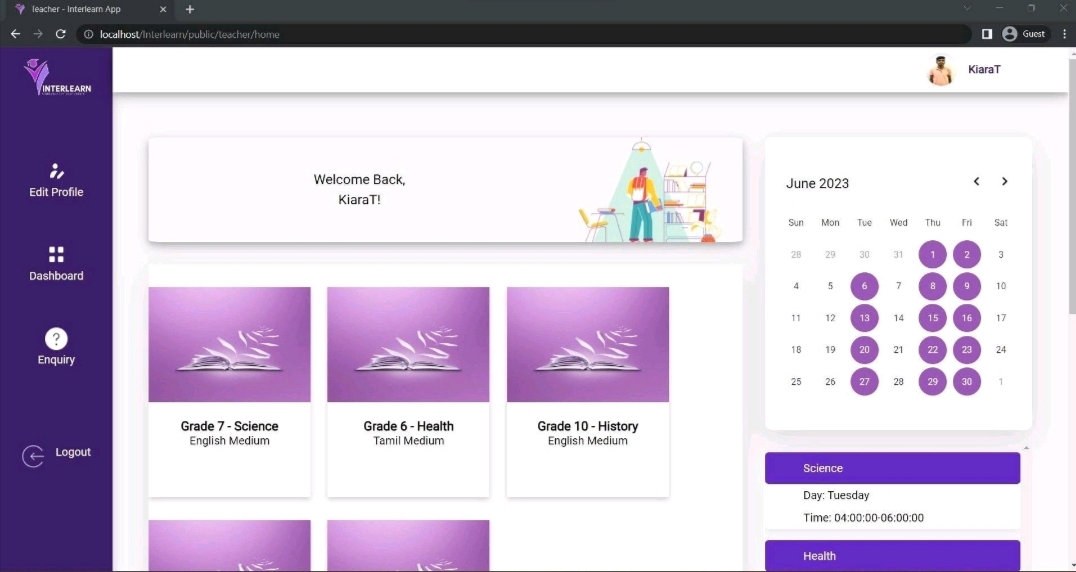 Teacher - Interlearn App
localhost/Interlearn/public/teacher/home
Guest
INTERLEARN
KiaraT
Edit Profile
Dashboard
Enquiry
Logout
Welcome Back,
KiaraT!
Grade 7 - Science
English Medium
Grade 6 - Health
Tamil Medium
Grade 10 - History
English Medium
June 2023
Sun Mon Tue Wed Thu Fri Sat
28 29 30 31 1 2 3
4 5 6 7 8 9 10
11 12 13 14 15 16 17
18 19 20 21 22 23 24
25 26 27 28 29 30 1
Science
Day: Tuesday
Time: 04:00:00-06:00:00
Health